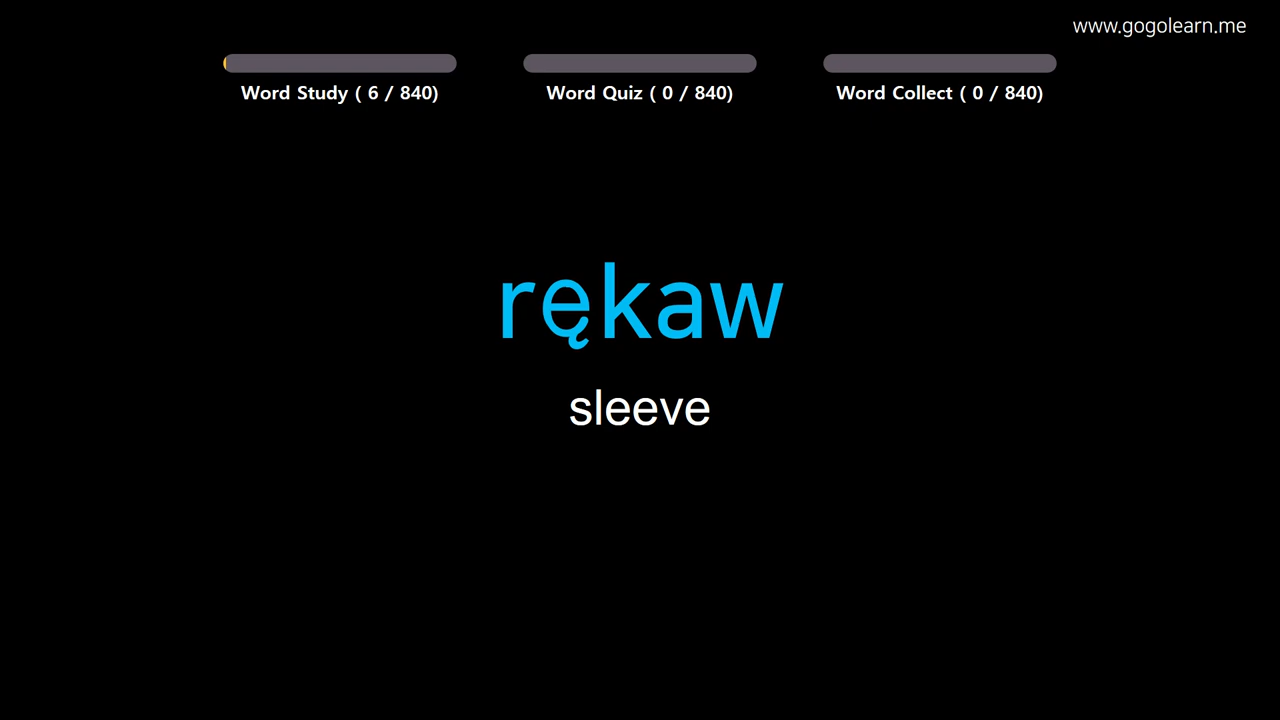 www.gogolearn.me
Word Study ( 6 / 840)
Word Quiz ( 0 / 840)
Word Collect ( 0 / 840)
rękaw
sleeve